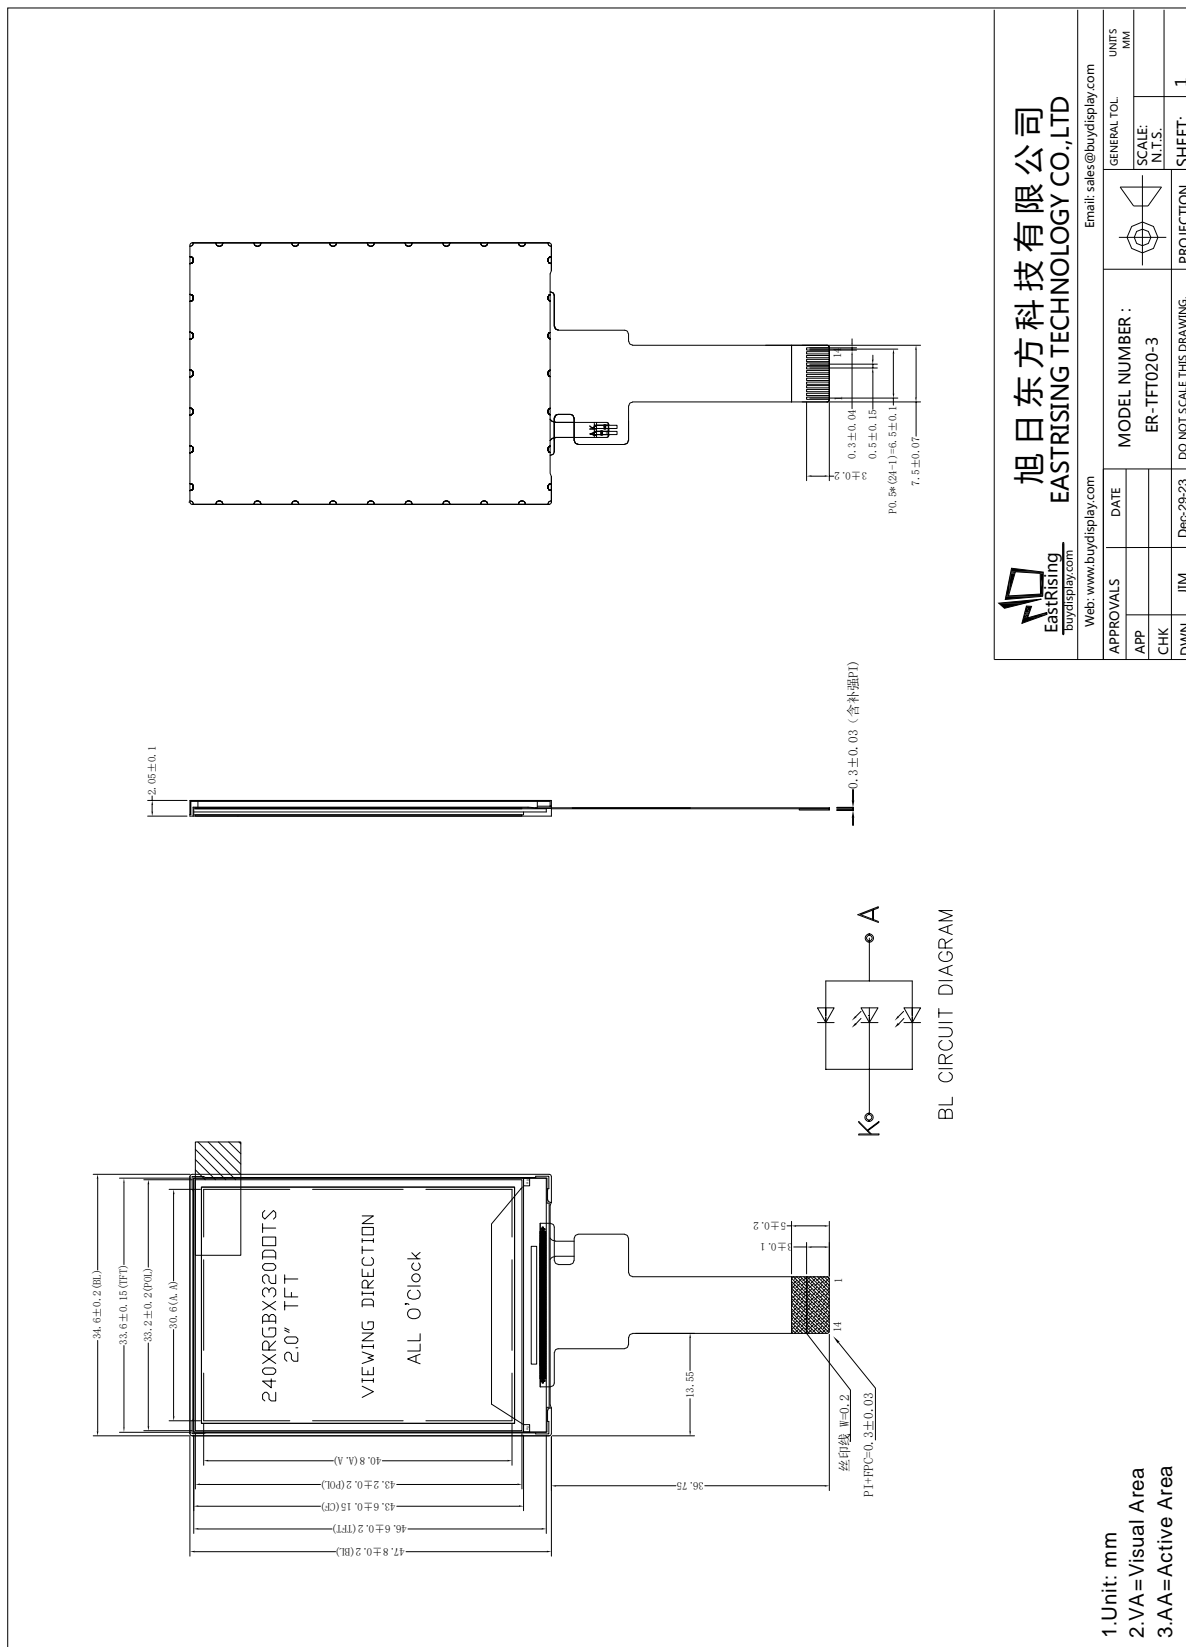 2.05±0.1
0.3±0.03 (含补强PI)
3±0.2
0.3±0.04
0.5±0.15
P0.5*(24-1)=6.5±0.1
7.5±0.07
1
14
A
K
34.6±0.2(BL)
33.6±0.15(TFT)
33.2±0.2(POL)
30.6(A.A)
240XRGBX320DOTS
2.0" TFT
VIEWING DIRECTION
ALL O'Clock
40.8(A.A)
43.2±0.2(POL)
43.6±0.15(CF)
46.6±0.2(TFT)
47.8±0.2(BL)
36.75
13.55
5±0.2
3±0.1
1
14
丝印线 W=0.2
PI+FPC=0.3±0.03
K
A
BL CIRCUIT DIAGRAM
1.Unit: mm
2.VA=Visual Area
3.AA=Active Area
EastRising
buydisplay.com
旭日东方科技有限公司
EASTRISING TECHNOLOGY CO.,LTD
Web: www.buydisplay.com
Email: sales@buydisplay.com
APPROVALS
DATE
APP
CHK
DWN
JIM
Dec-29-23
MODEL NUMBER :
ER-TFT020-3
DO NOT SCALE THIS DRAWING.
PROJECTION
GENERAL TOL.
UNITS
MM
SCALE:
N.T.S.
SHEET:
1